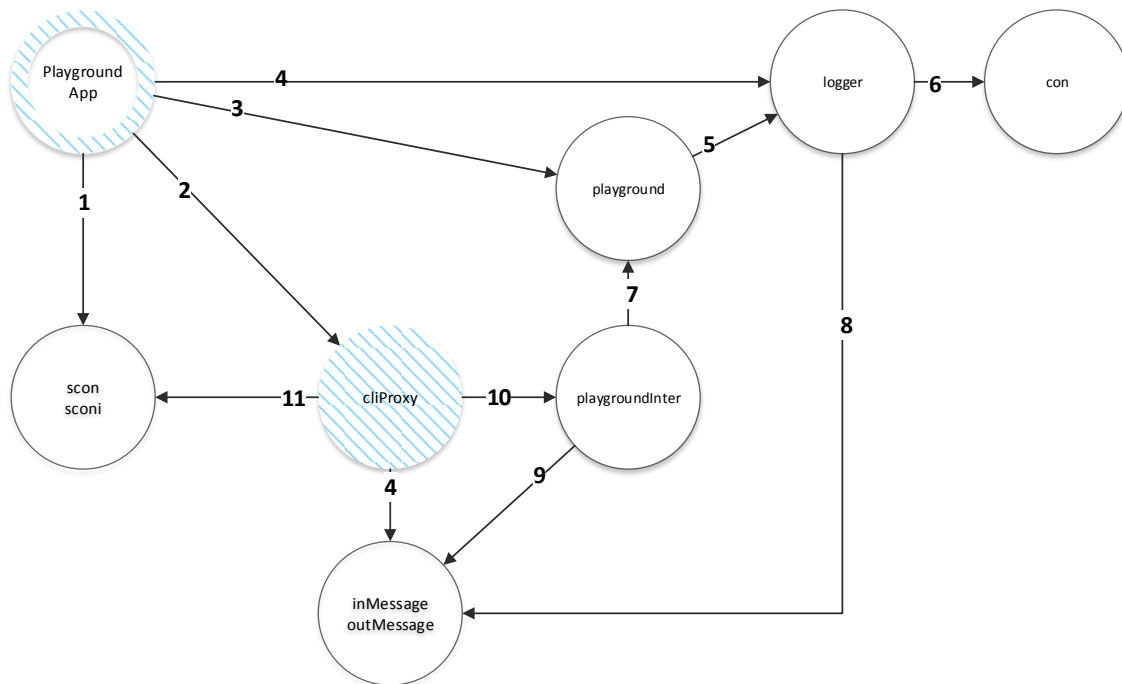 Playground
App
4
logger
6
con
3
5
playground
1
2
7
8
scon
sconi
11
cliProxy
10
playgroundInter
9
4
inMessage
outMessage